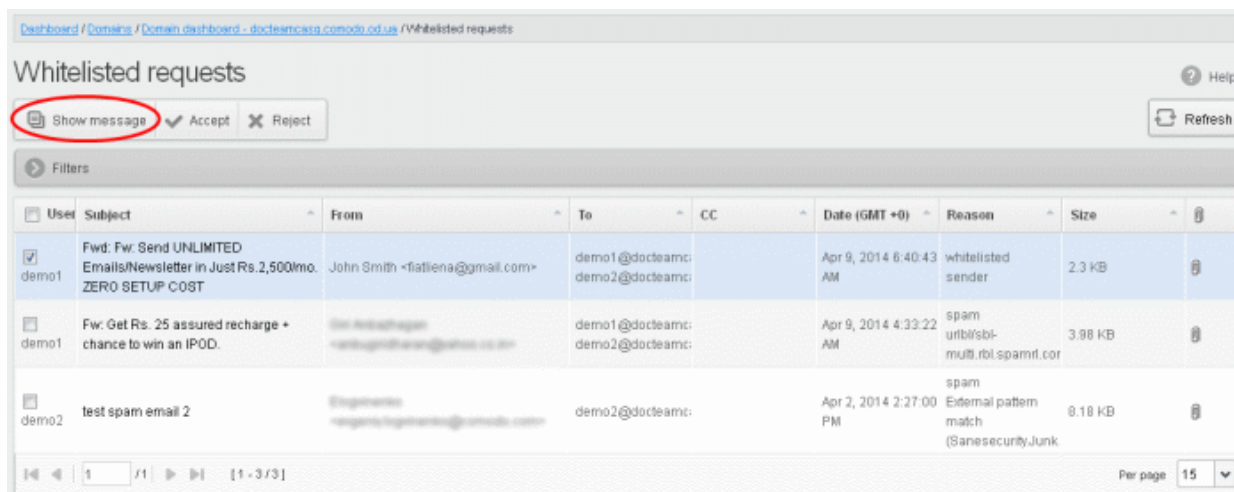 Dashboard / Domains / Domain dashboard - docteamcasg.comodo.od.ua / Whitelisted requests
Whitelisted requests
Help
Show message Accept Reject
Refresh
Filters
User Subject From To CC Date (GMT +0) Reason Size
Fwd: Fw: Send UNLIMITED
Emails/Newsletter in Just Rs.2,500/mo.
ZERO SETUP COST
demo1
John Smith <fiatliena@gmail.com>
demo1@docteamc
demo2@docteamc
Apr 9, 2014 6:40:43
AM
whitelisted
sender
2.3 KB
Fw: Get Rs. 25 assured recharge +
chance to win an IPOD.
demo1
demo1@docteamc
demo2@docteamc
Apr 9, 2014 4:33:22
AM
spam
urlbl/sbl-
multi.rbl.spamrl.cor
3.98 KB
test spam email 2
demo2
demo2@docteamc
Apr 2, 2014 2:27:00
PM
spam
External pattern
match
(Sanesecurity.Junk
8.18 KB
1 /1 [1 - 3 / 3]
Per page 15